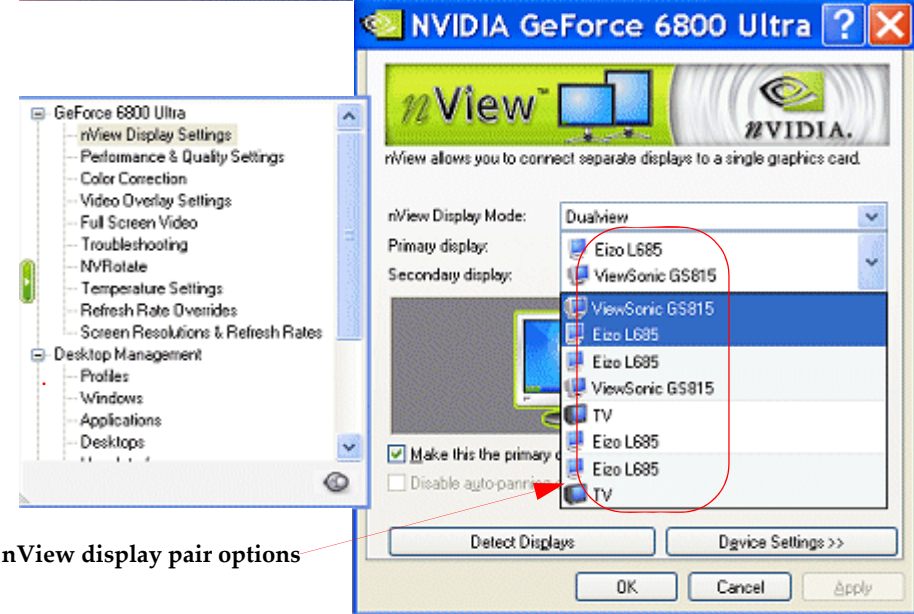 NVIDIA GeForce 6800 Ultra
nView™
NVIDIA.
nView allows you to connect separate displays to a single graphics card.
GeForce 6800 Ultra
nView Display Settings
Performance & Quality Settings
Color Correction
Video Overlay Settings
Full Screen Video
Troubleshooting
NVRotate
Temperature Settings
Refresh Rate Overrides
Screen Resolutions & Refresh Rates
Desktop Management
Profiles
Windows
Applications
Desktops
nView Display Mode: Dualview
Primary display: Eizo L685
Secondary display: ViewSonic GS815
ViewSonic GS815
Eizo L685
Eizo L685
ViewSonic GS815
TV
Eizo L685
Eizo L685
TV
Make this the primary
Disable auto-panning
Detect Displays
Device Settings >>
OK
Cancel
Apply
nView display pair options